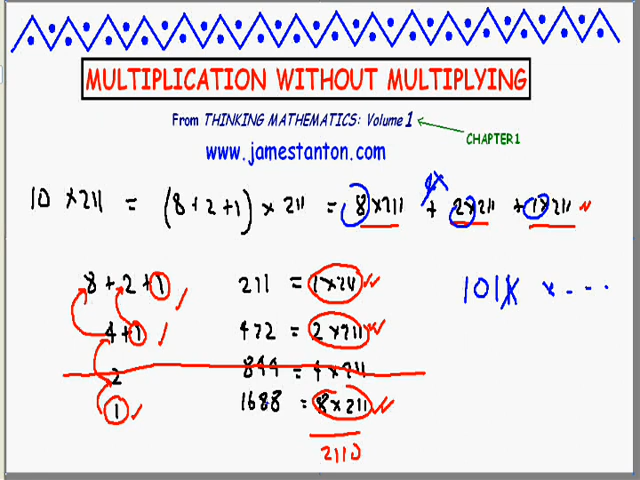 MULTIPLICATION WITHOUT MULTIPLYING
From THINKING MATHEMATICS: Volume 1
CHAPTER 1
www.jamestanton.com
10 × 211 = (8+2+1) × 211 = 8×211 + 2×211 + 1×211
8 + 2 + 1 211 = 1×211
4 + 1 422 = 2×211
2 844 = 4×211
1 1688 = 8×211
2110
101 × ....